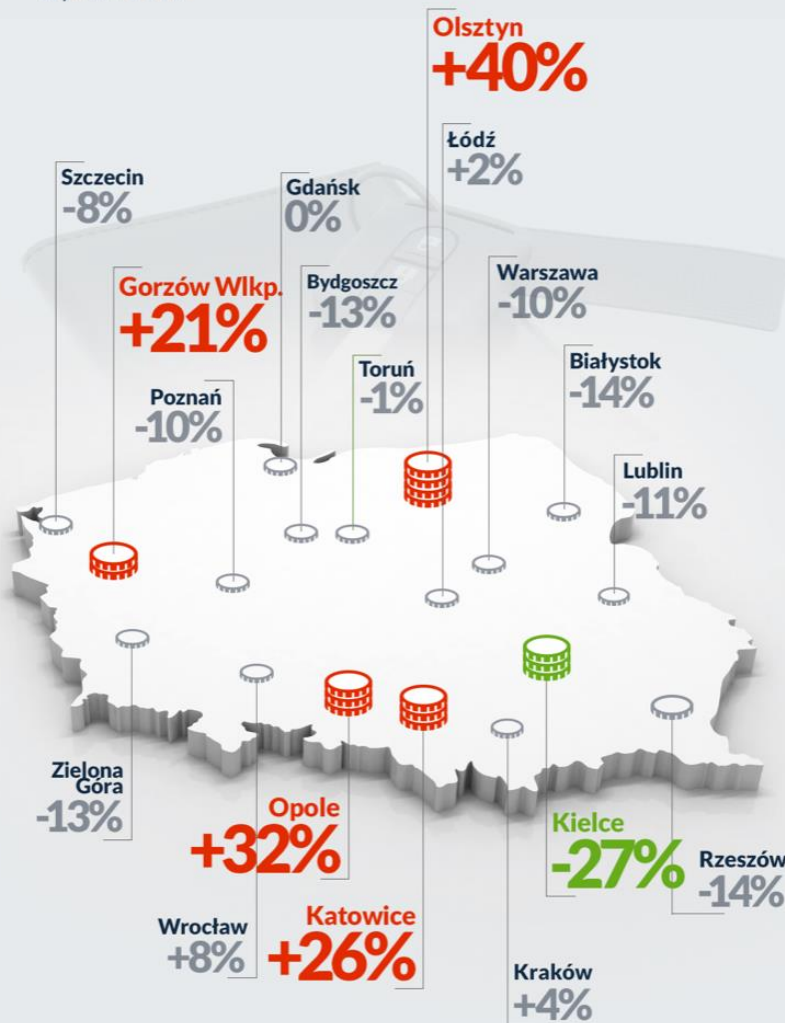 Olsztyn
+40%
Łódź
+2%
Szczecin
-8%
Gdańsk
0%
Gorzów Wlkp.
+21%
Bydgoszcz
-13%
Warszawa
-10%
Toruń
-1%
Białystok
-14%
Poznań
-10%
Lublin
-11%
Zielona
Góra
-13%
Opole
+32%
Kielce
-27%
Rzeszów
-14%
Wrocław
+8%
Katowice
+26%
Kraków
+4%